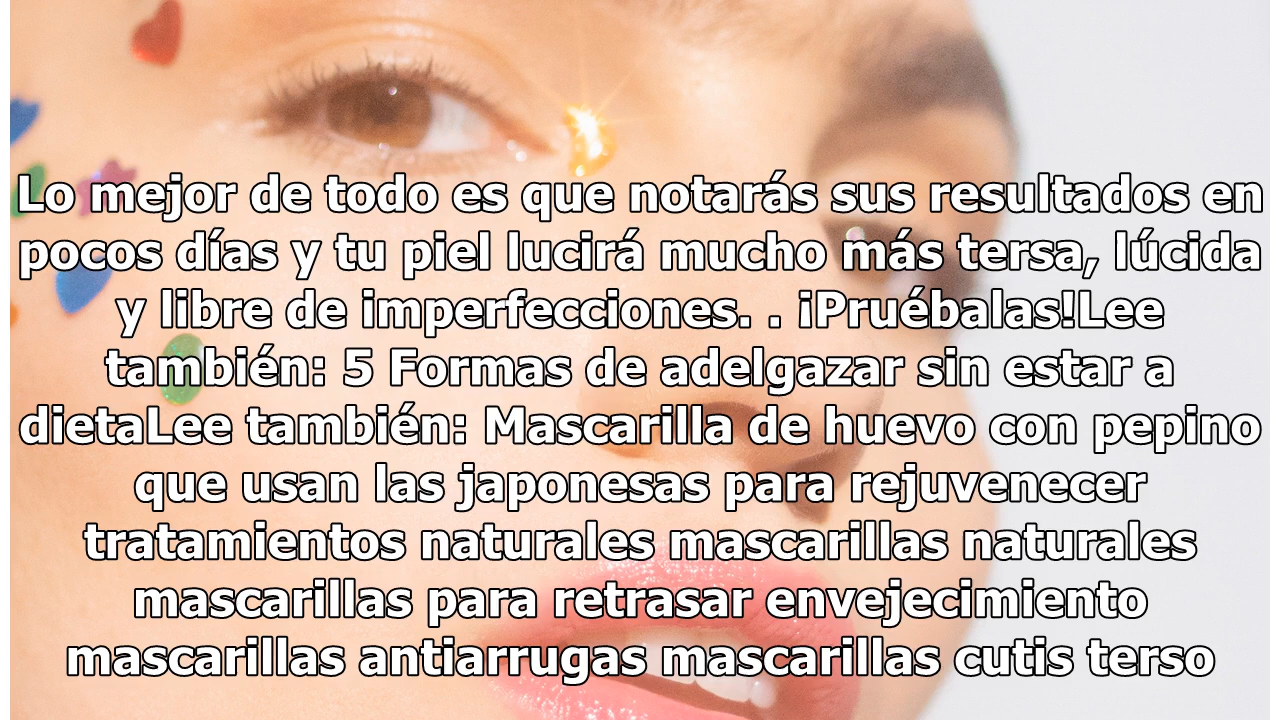 Lo mejor de todo es que notarás sus resultados en
pocos días y tu piel lucirá mucho más tersa, lúcida
y libre de imperfecciones. . ¡Pruébalas!Lee
también: 5 Formas de adelgazar sin estar a
dietaLee también: Mascarilla de huevo con pepino
que usan las japonesas para rejuvenecer
tratamientos naturales mascarillas naturales
mascarillas para retrasar envejecimiento
mascarillas antiarrugas mascarillas cutis terso